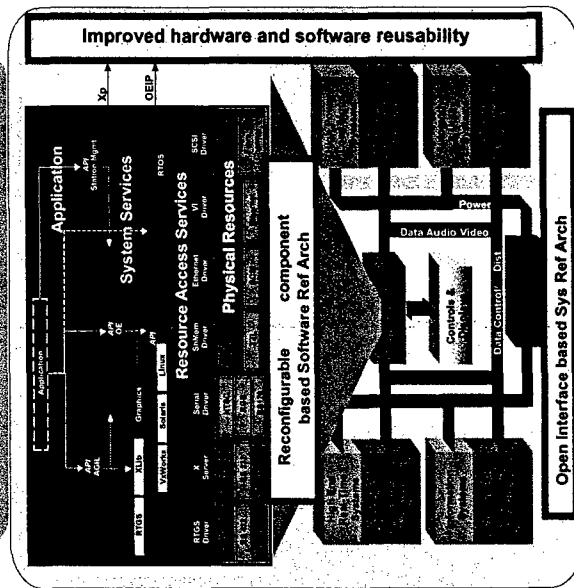 Improved hardware and software reusability
Xp
OEIP
Application
Application
API
Station Mgmt
System Services
API
AGIL
API
OE
RTGS
XLib
Graphics
API
RTOS
VxWorks
Solaris
Linux
Resource Access Services
RTGS
Driver
X
Server
Serial
Driver
Ethernet
Driver
VI
Driver
SCSI
Driver
Physical Resources
Reconfigurable component
based Software Ref Arch
Power
Data Audio Video
Controls &
Data Control/ Dist
Open Interface based Sys Ref Arch